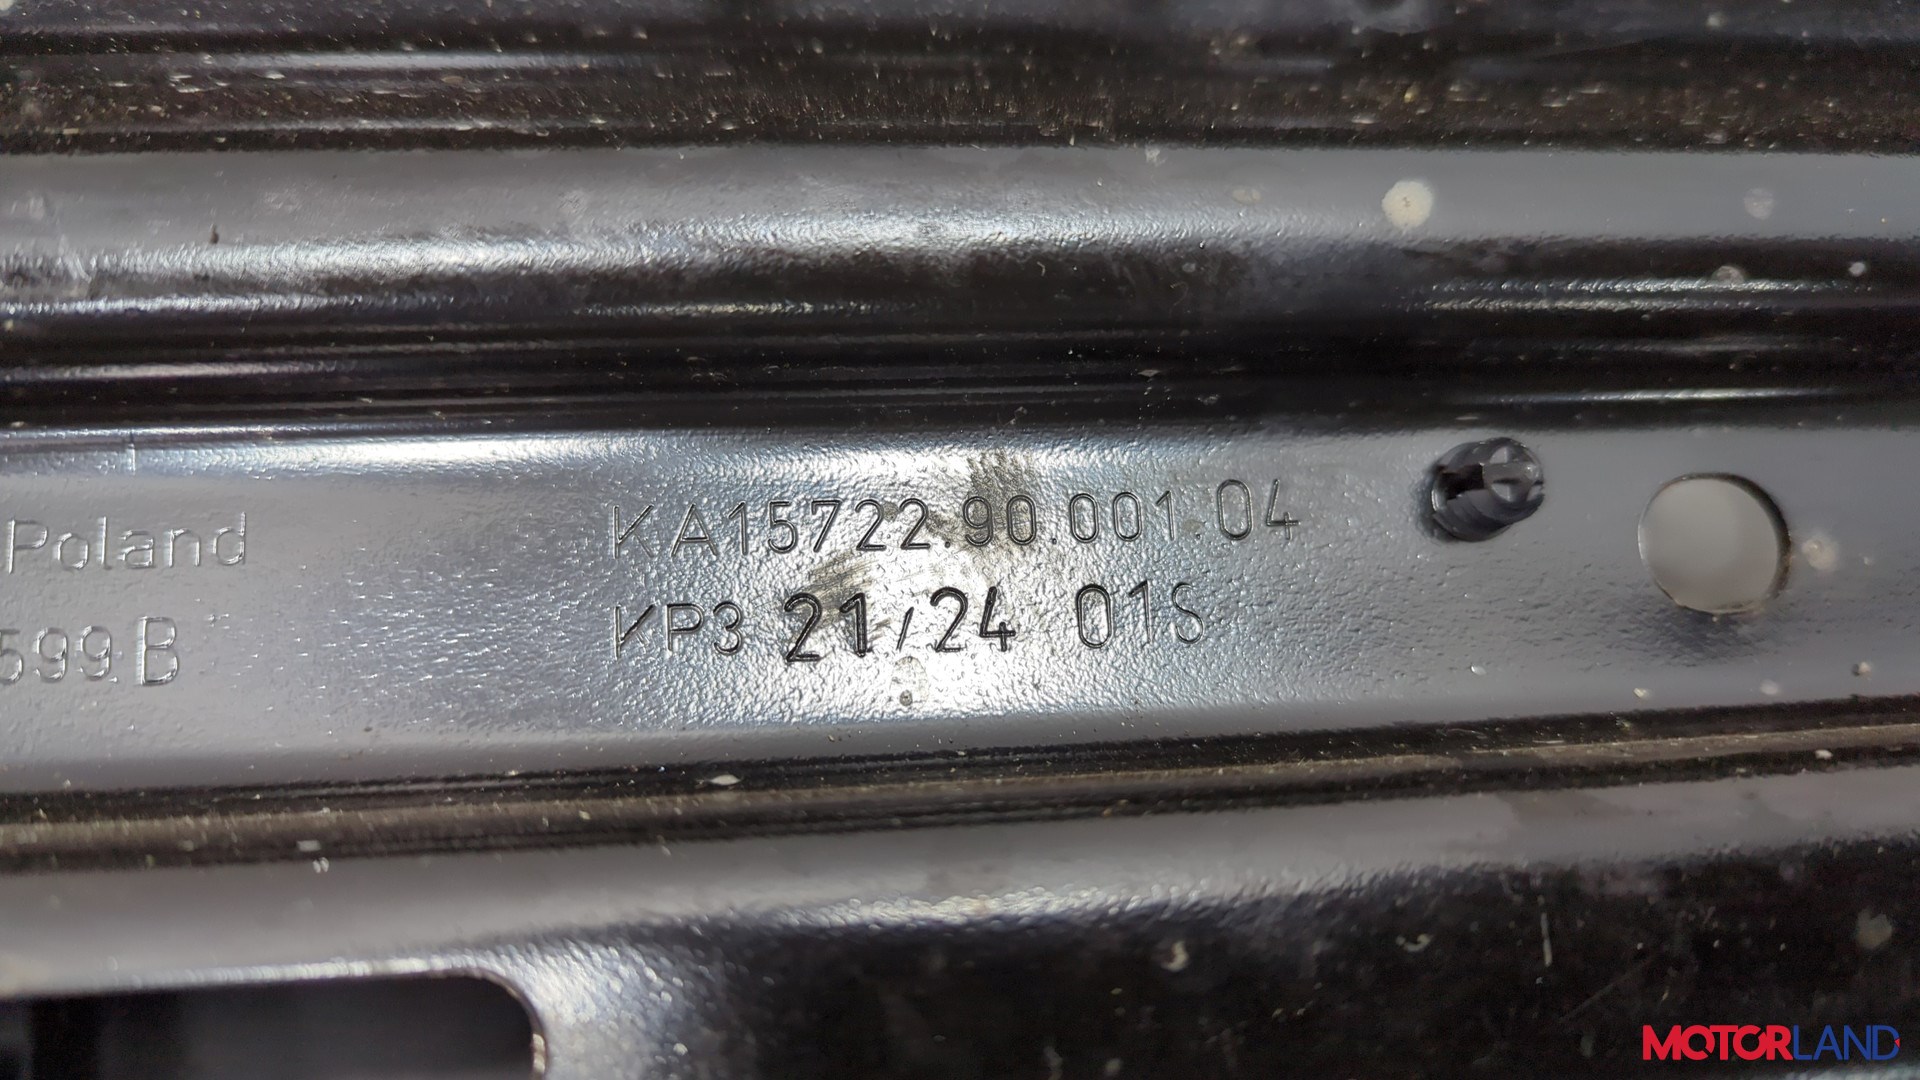 Poland
599.B
KA15722.90.001.04
KP3 21/24 01S
MOTORLAND